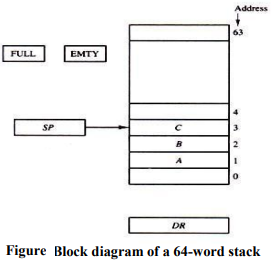 Address
63
FULL EMTY
4
SP C 3
B 2
A 1
0
DR
Figure Block diagram of a 64-word stack